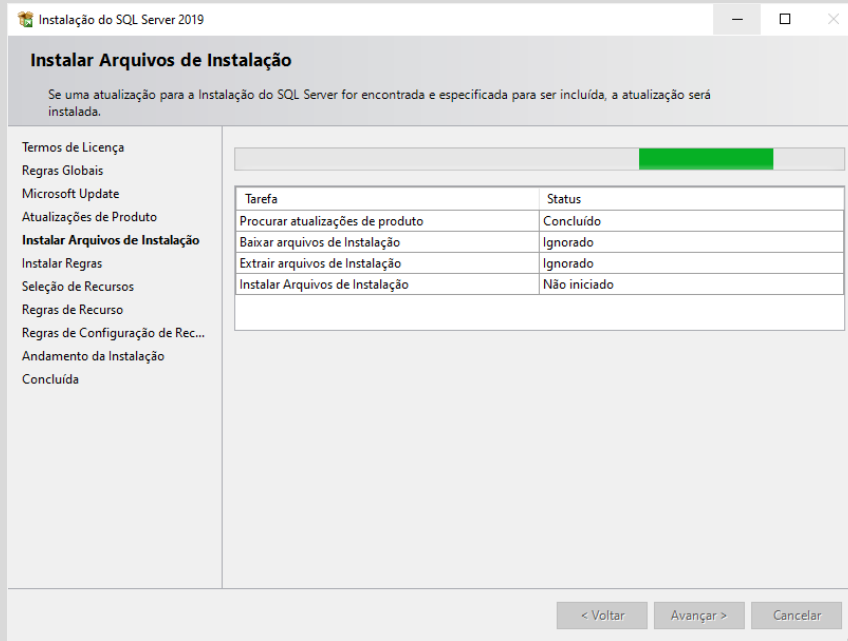 Instalação do SQL Server 2019
Instalar Arquivos de Instalação
Se uma atualização para a Instalação do SQL Server for encontrada e especificada para ser incluída, a atualização será
instalada.
Termos de Licença
Regras Globais
Microsoft Update
Atualizações de Produto
Instalar Arquivos de Instalação
Instalar Regras
Seleção de Recursos
Regras de Recurso
Regras de Configuração de Rec...
Andamento da Instalação
Concluída
Tarefa Status
Procurar atualizações de produto Concluído
Baixar arquivos de Instalação Ignorado
Extrair arquivos de Instalação Ignorado
Instalar Arquivos de Instalação Não iniciado
< Voltar Avançar > Cancelar